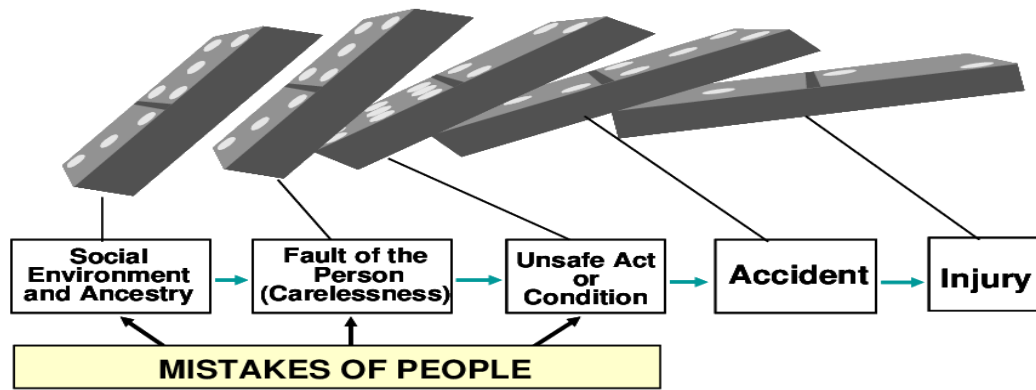 Social
Environment
and Ancestry
Fault of the
Person
(Carelessness)
Unsafe Act
or
Condition
Accident
Injury
MISTAKES OF PEOPLE